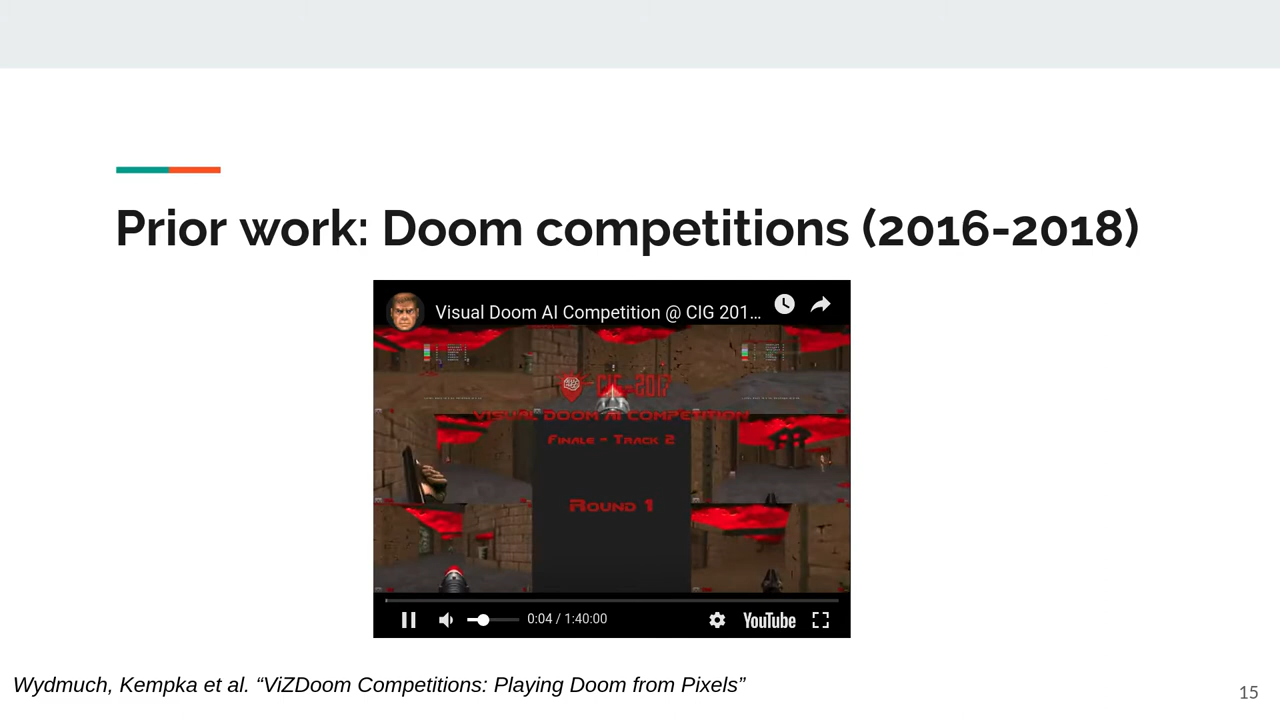 Prior work: Doom competitions (2016-2018)
Visual Doom AI Competition @ CIG 201...
CIG-2017
Visual Doom AI Competition
Finale - Track 2
Round 1
0:04 / 1:40:00
YouTube
Wydmuch, Kempka et al. “ViZDoom Competitions: Playing Doom from Pixels”
15